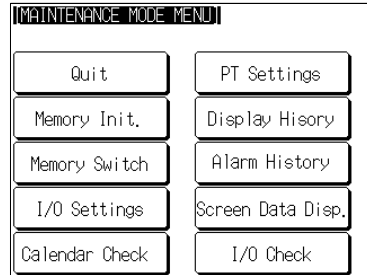 [MAINTENANCE MODE MENU]
Quit
PT Settings
Memory Init.
Display Hisory
Memory Switch
Alarm History
I/O Settings
Screen Data Disp.
Calendar Check
I/O Check